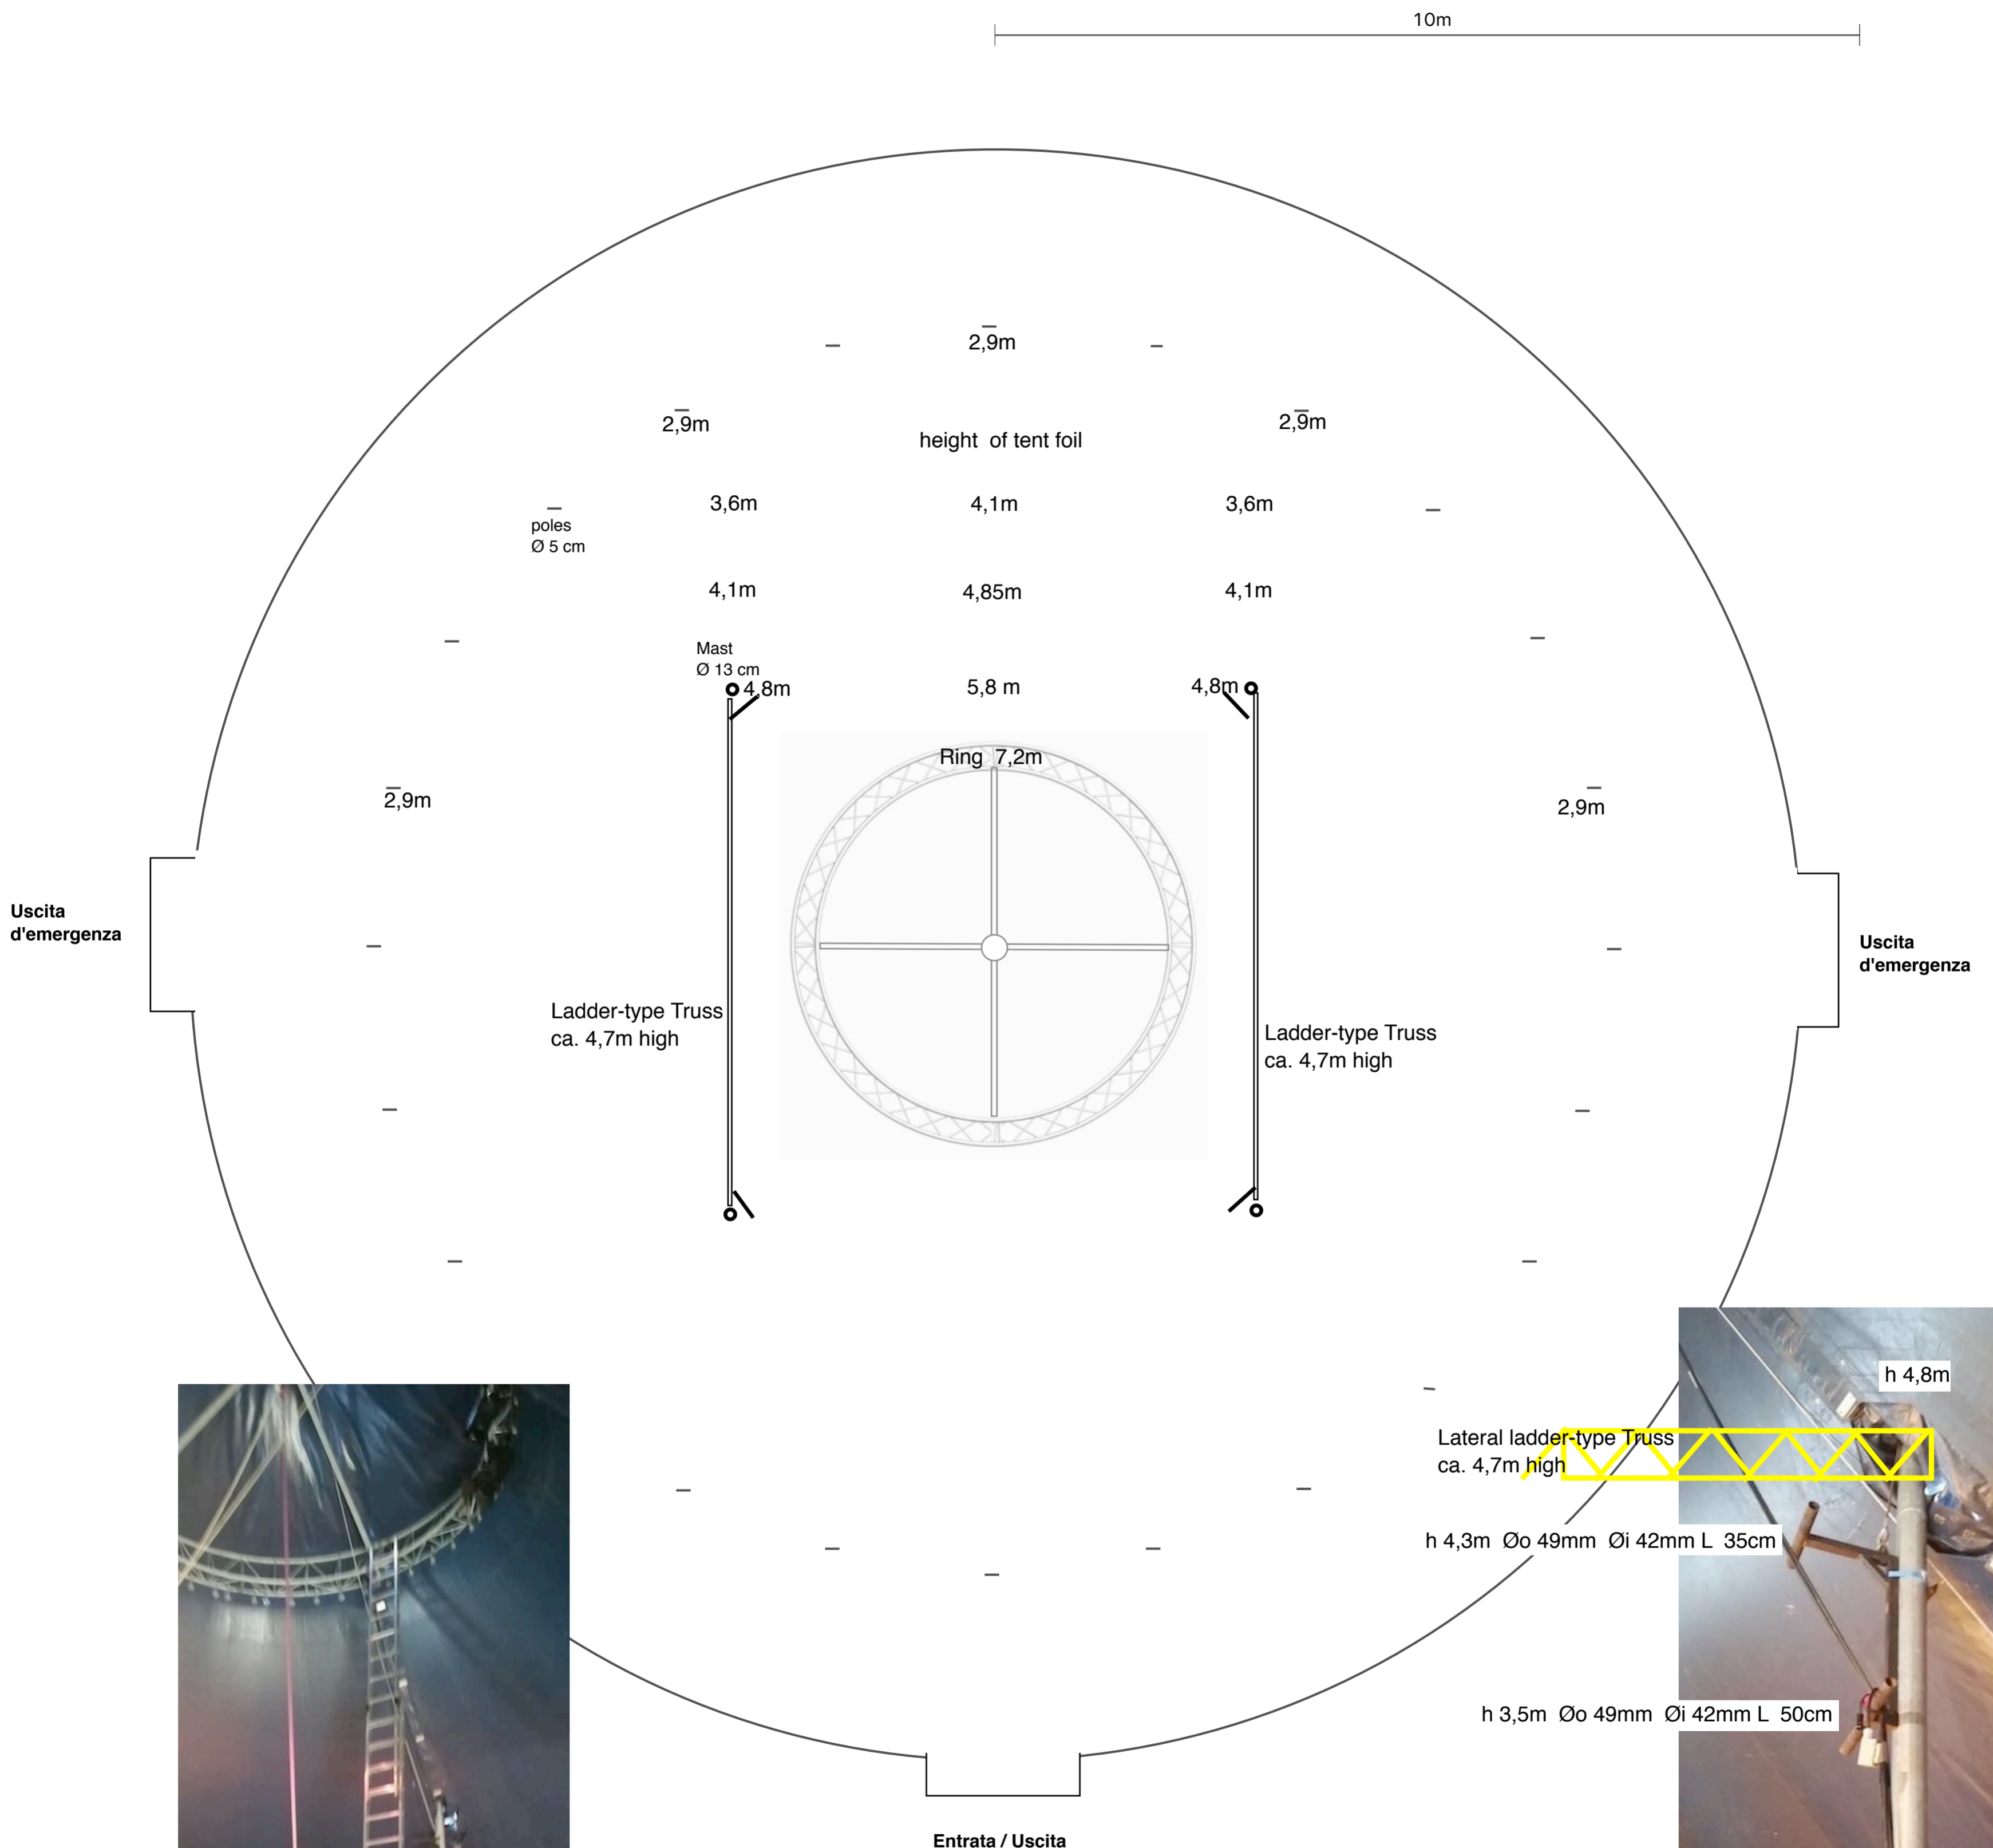 10m
2,9m
2,9m
2,9m
height  of tent foil
3,6m
4,1m
3,6m
poles
Ø 5 cm
4,1m
4,85m
4,1m
Mast
Ø 13 cm
4,8m
5,8 m
4,8m
Ring  7,2m
2,9m
2,9m
Uscita
d'emergenza
Uscita
d'emergenza
Ladder-type Truss
ca. 4,7m high
Ladder-type Truss
ca. 4,7m high
h 4,8m
Lateral ladder-type Truss
ca. 4,7m high
h 4,3m  Øo 49mm  Øi 42mm L  35cm
h 3,5m  Øo 49mm  Øi 42mm L  50cm
Entrata / Uscita